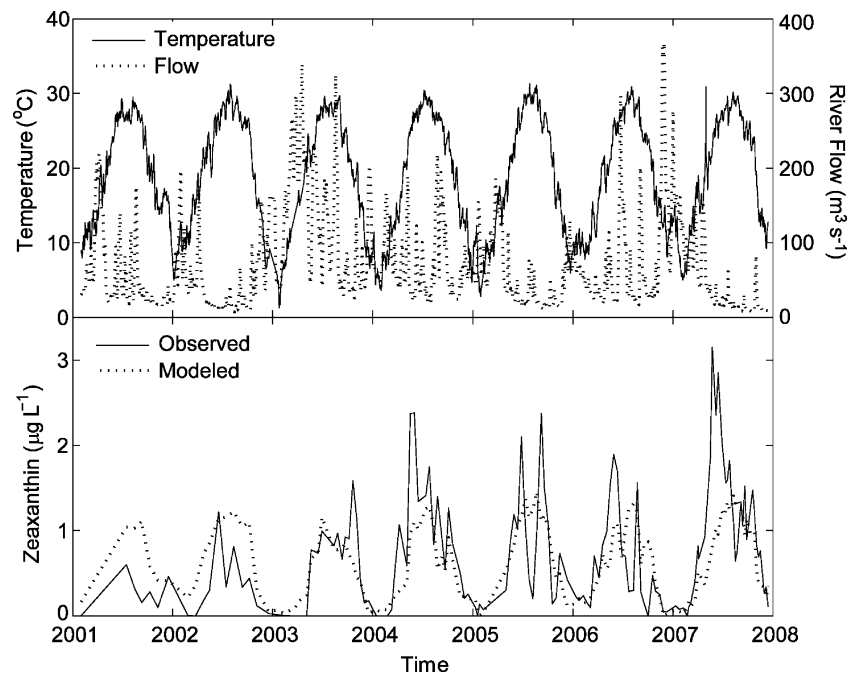 40
30
20
10
0
Temperature (°C)
Temperature
Flow
400
300
200
100
0
River Flow (m³ s-¹)
3
2
1
0
Zeaxanthin (µg L⁻¹)
Observed
Modeled
2001 2002 2003 2004 2005 2006 2007 2008
Time